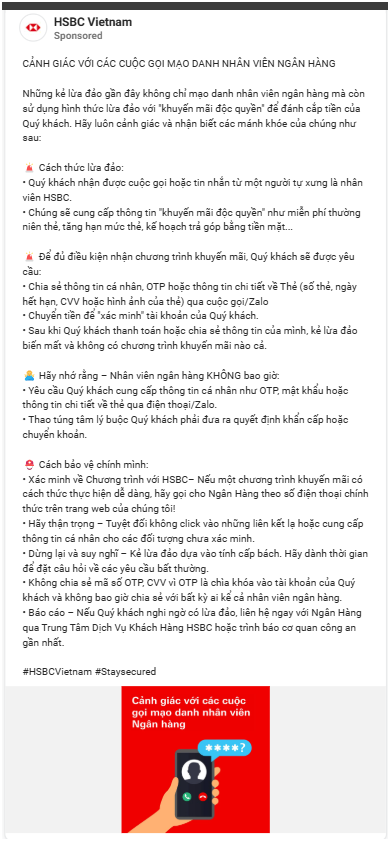 HSBC Vietnam
Sponsored
CẢNH GIÁC VỚI CÁC CUỘC GỌI MẠO DANH NHÂN VIÊN NGÂN HÀNG
Những kẻ lừa đảo gần đây không chỉ mạo danh nhân viên ngân hàng mà còn
sử dụng hình thức lừa đảo với "khuyến mãi độc quyền" để đánh cắp tiền của
Quý khách. Hãy luôn cảnh giác và nhận biết các mánh khóe của chúng như
sau:
Cách thức lừa đảo:
• Quý khách nhận được cuộc gọi hoặc tin nhắn từ một người tự xưng là nhân
viên HSBC.
• Chúng sẽ cung cấp thông tin "khuyến mãi độc quyền" như miễn phí thường
niên thẻ, tăng hạn mức thẻ, kế hoạch trả góp bằng tiền mặt...
Để đủ điều kiện nhận chương trình khuyến mãi, Quý khách sẽ được yêu
cầu:
• Chia sẻ thông tin cá nhân, OTP hoặc thông tin chi tiết về Thẻ (số thẻ, ngày
hết hạn, CVV hoặc hình ảnh của thẻ) qua cuộc gọi/Zalo
• Chuyển tiền để "xác minh" tài khoản của Quý khách.
• Sau khi Quý khách thanh toán hoặc chia sẻ thông tin của mình, kẻ lừa đảo
biến mất và không có chương trình khuyến mãi nào cả.
Hãy nhớ rằng – Nhân viên ngân hàng KHÔNG bao giờ:
• Yêu cầu Quý khách cung cấp thông tin cá nhân như OTP, mật khẩu hoặc
thông tin chi tiết về thẻ qua điện thoại/Zalo.
• Thao túng tâm lý buộc Quý khách phải đưa ra quyết định khẩn cấp hoặc
chuyển khoản.
Cách bảo vệ chính mình:
• Xác minh về Chương trình với HSBC– Nếu một chương trình khuyến mãi có
cách thức thực hiện dễ dàng, hãy gọi cho Ngân Hàng theo số điện thoại chính
thức trên trang web của chúng tôi!
• Hãy thận trọng – Tuyệt đối không click vào những liên kết lạ hoặc cung cấp
thông tin cá nhân cho các đối tượng chưa xác minh.
• Dừng lại và suy nghĩ – Kẻ lừa đảo dựa vào tính cấp bách. Hãy dành thời gian
để đặt câu hỏi về các yêu cầu bất thường.
• Không chia sẻ mã số OTP, CVV vì OTP là chìa khóa vào tài khoản của Quý
khách và không bao giờ chia sẻ với bất kỳ ai kể cả nhân viên ngân hàng.
• Báo cáo – Nếu Quý khách nghi ngờ có lừa đảo, liên hệ ngay với Ngân Hàng
qua Trung Tâm Dịch Vụ Khách Hàng HSBC hoặc trình báo cơ quan công an
gần nhất.
#HSBCVietnam #Staysecured
Cảnh giác với các cuộc
gọi mạo danh nhân viên
Ngân hàng
****?